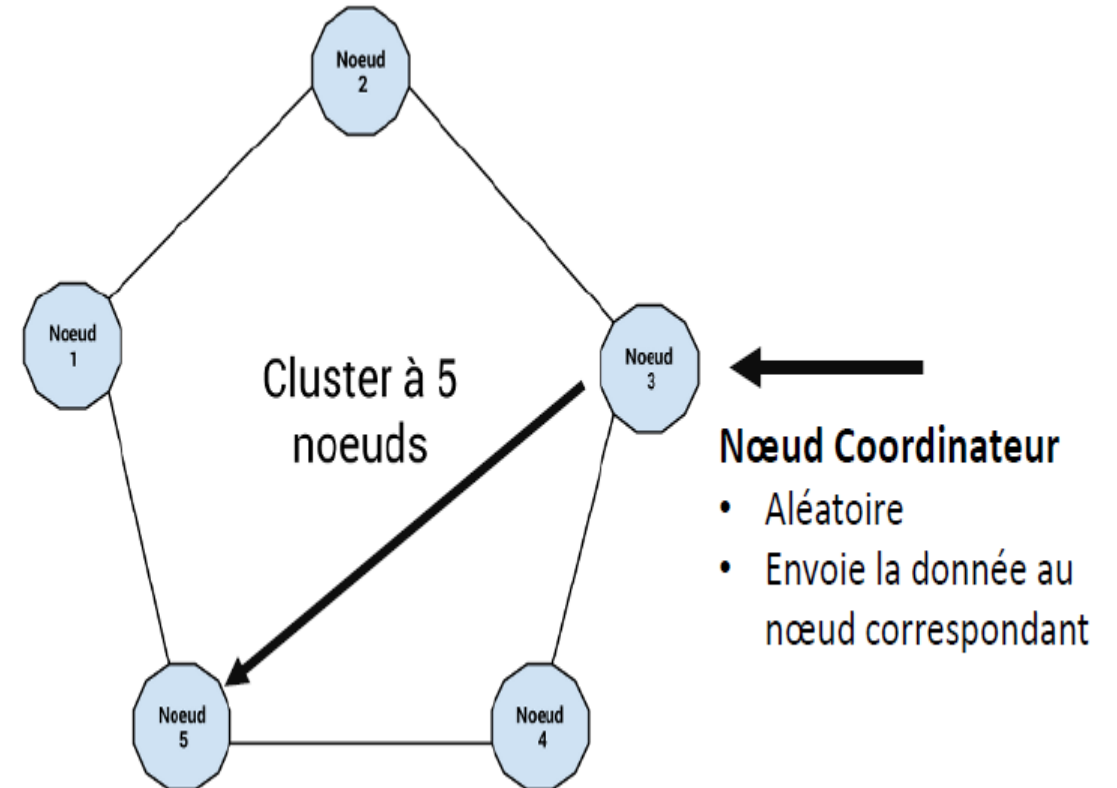 Noeud
2
Noeud
1
Noeud
3
Cluster à 5
noeuds
Nœud Coordinateur
• Aléatoire
• Envoie la donnée au
nœud correspondant
Noeud
5
Noeud
4